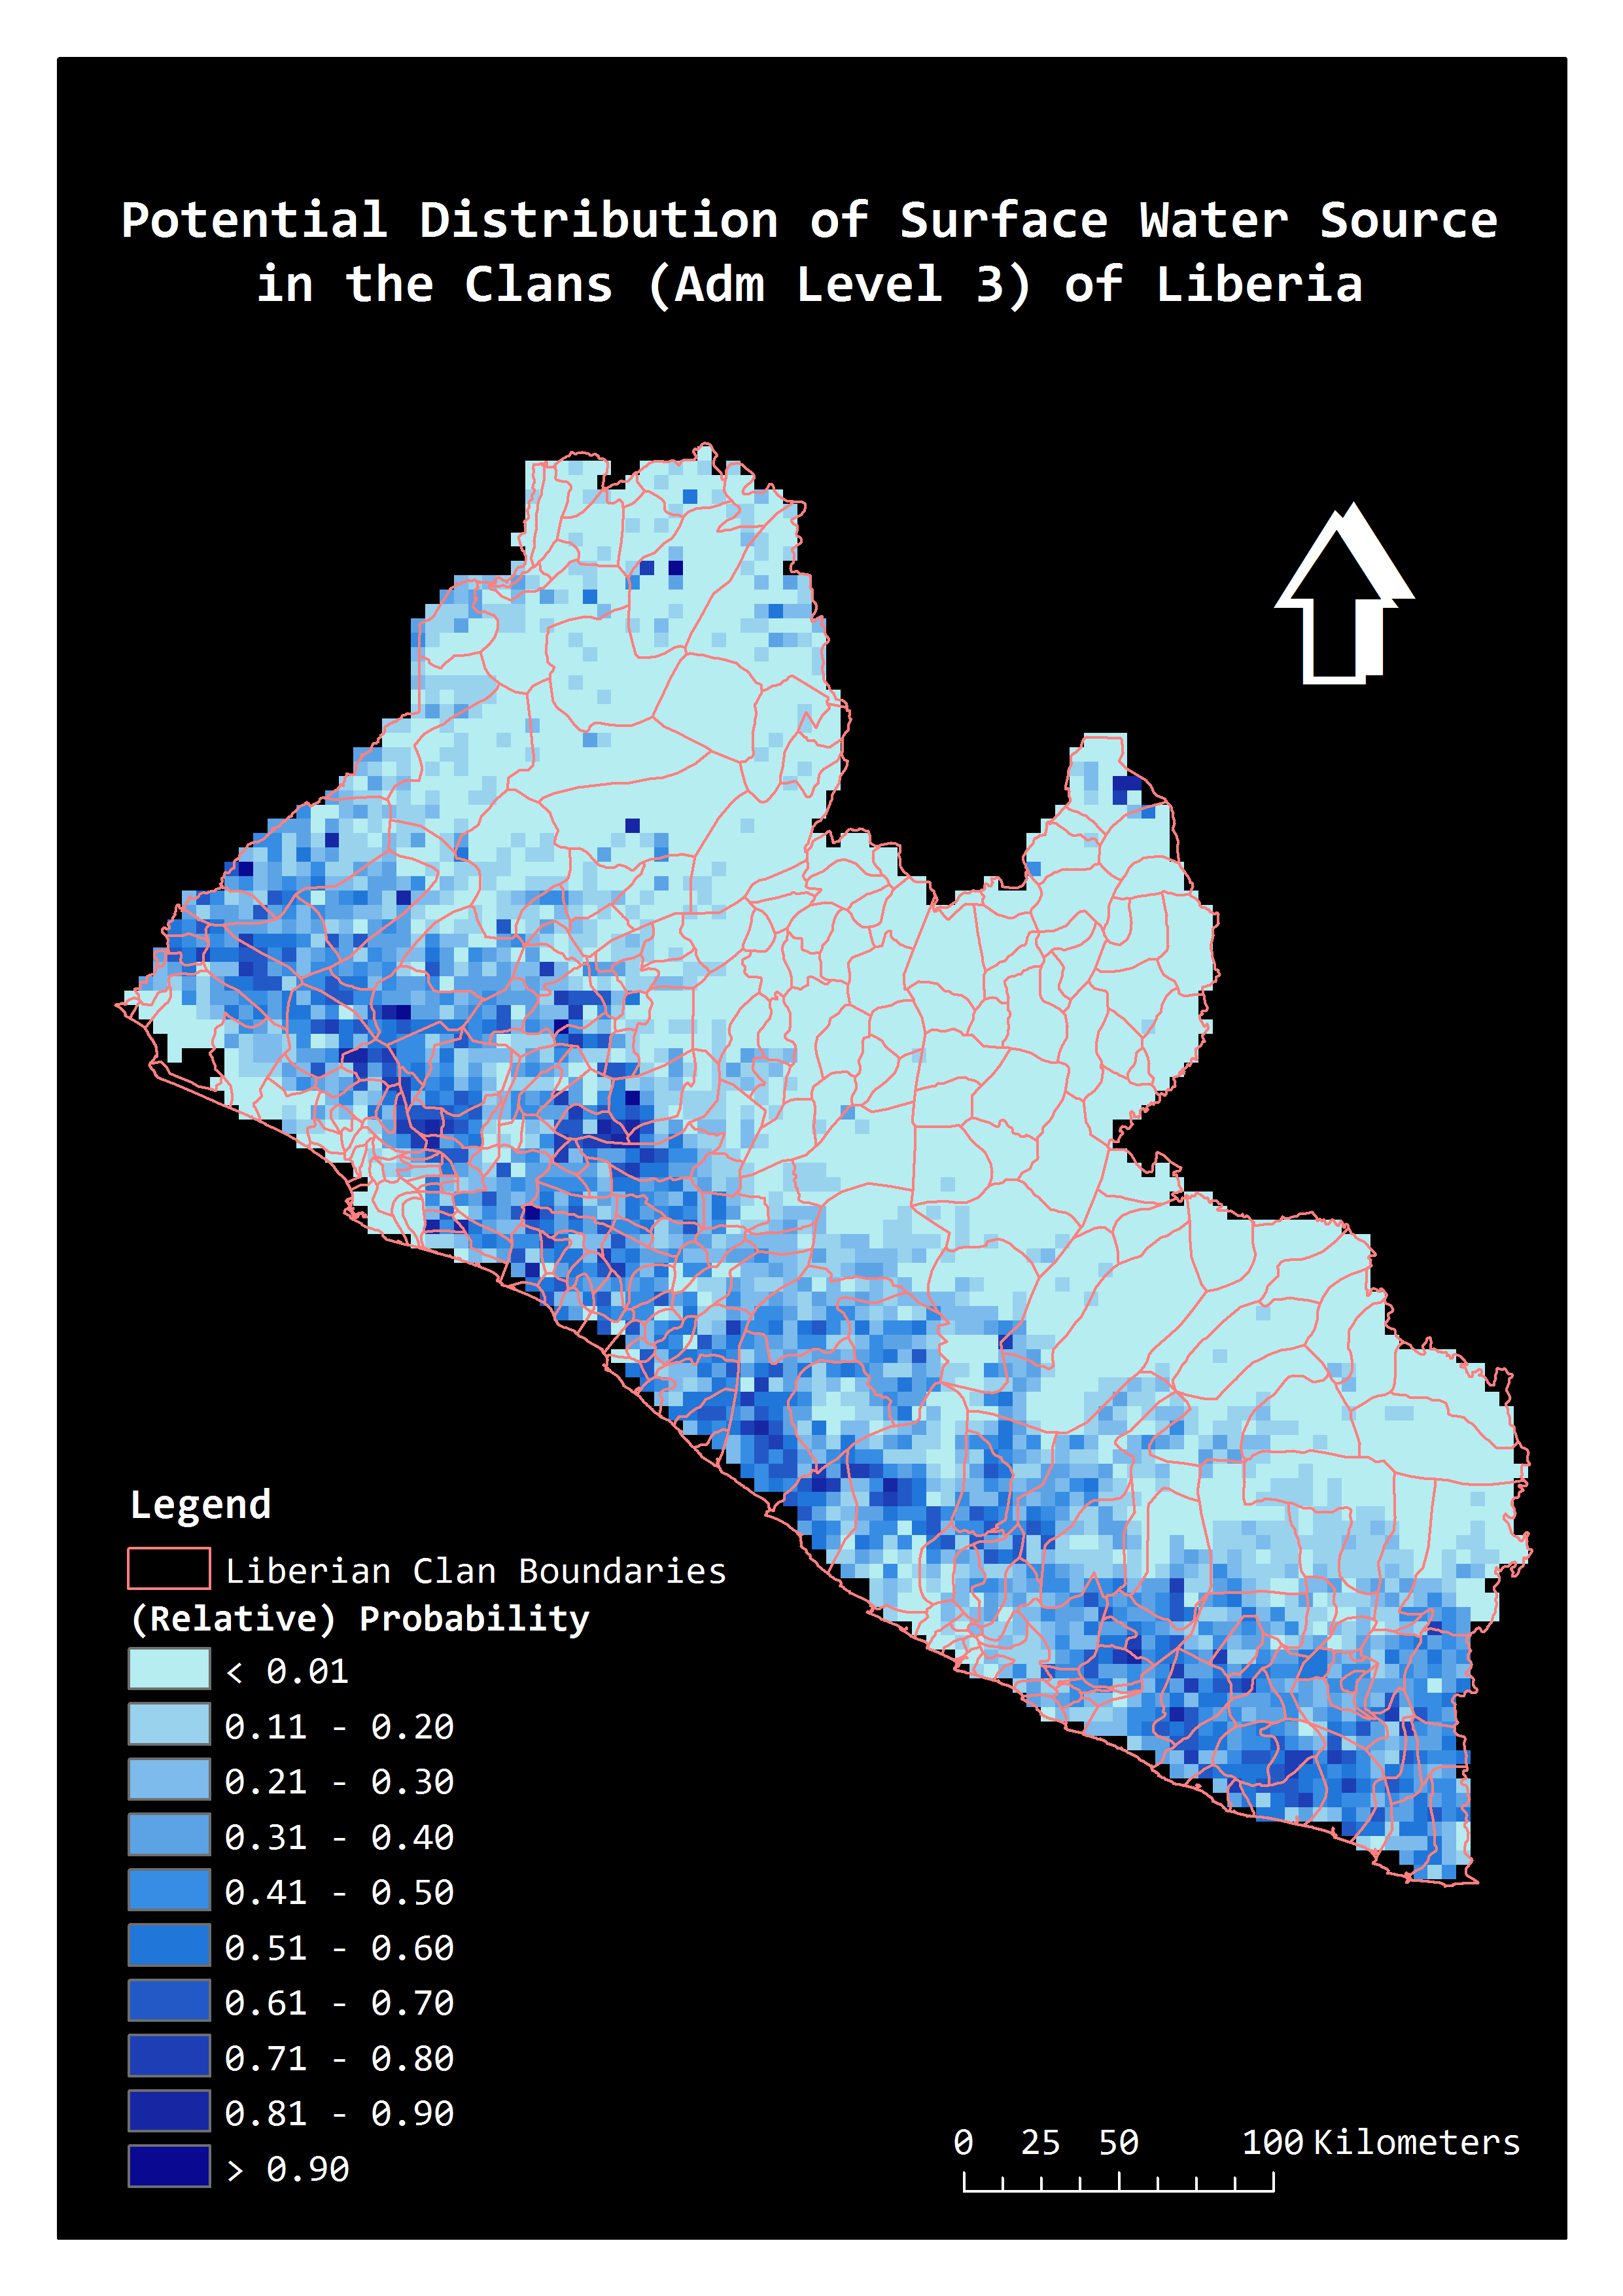 Potential Distribution of Surface Water Source
in the Clans (Adm Level 3) of Liberia
Legend
Liberian Clan Boundaries
(Relative) Probability
< 0.01
0.11 - 0.20
0.21 - 0.30
0.31 - 0.40
0.41 - 0.50
0.51 - 0.60
0.61 - 0.70
0.71 - 0.80
0.81 - 0.90
> 0.90
0 25 50 100 Kilometers